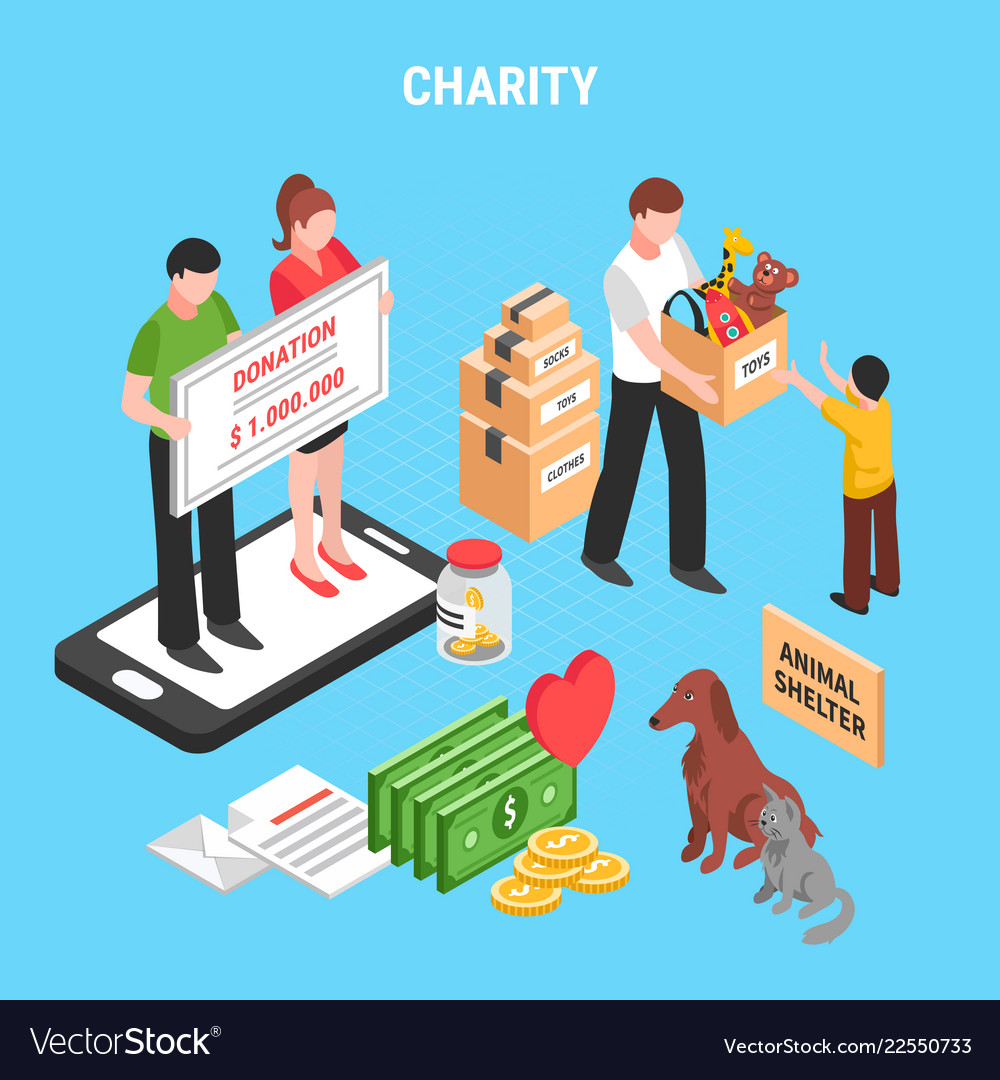 CHARITY
DONATION
$ 1.000.000
SOCKS
TOYS
CLOTHES
TOYS
ANIMAL
SHELTER
$
$
VectorStock®
VectorStock.com/22550733